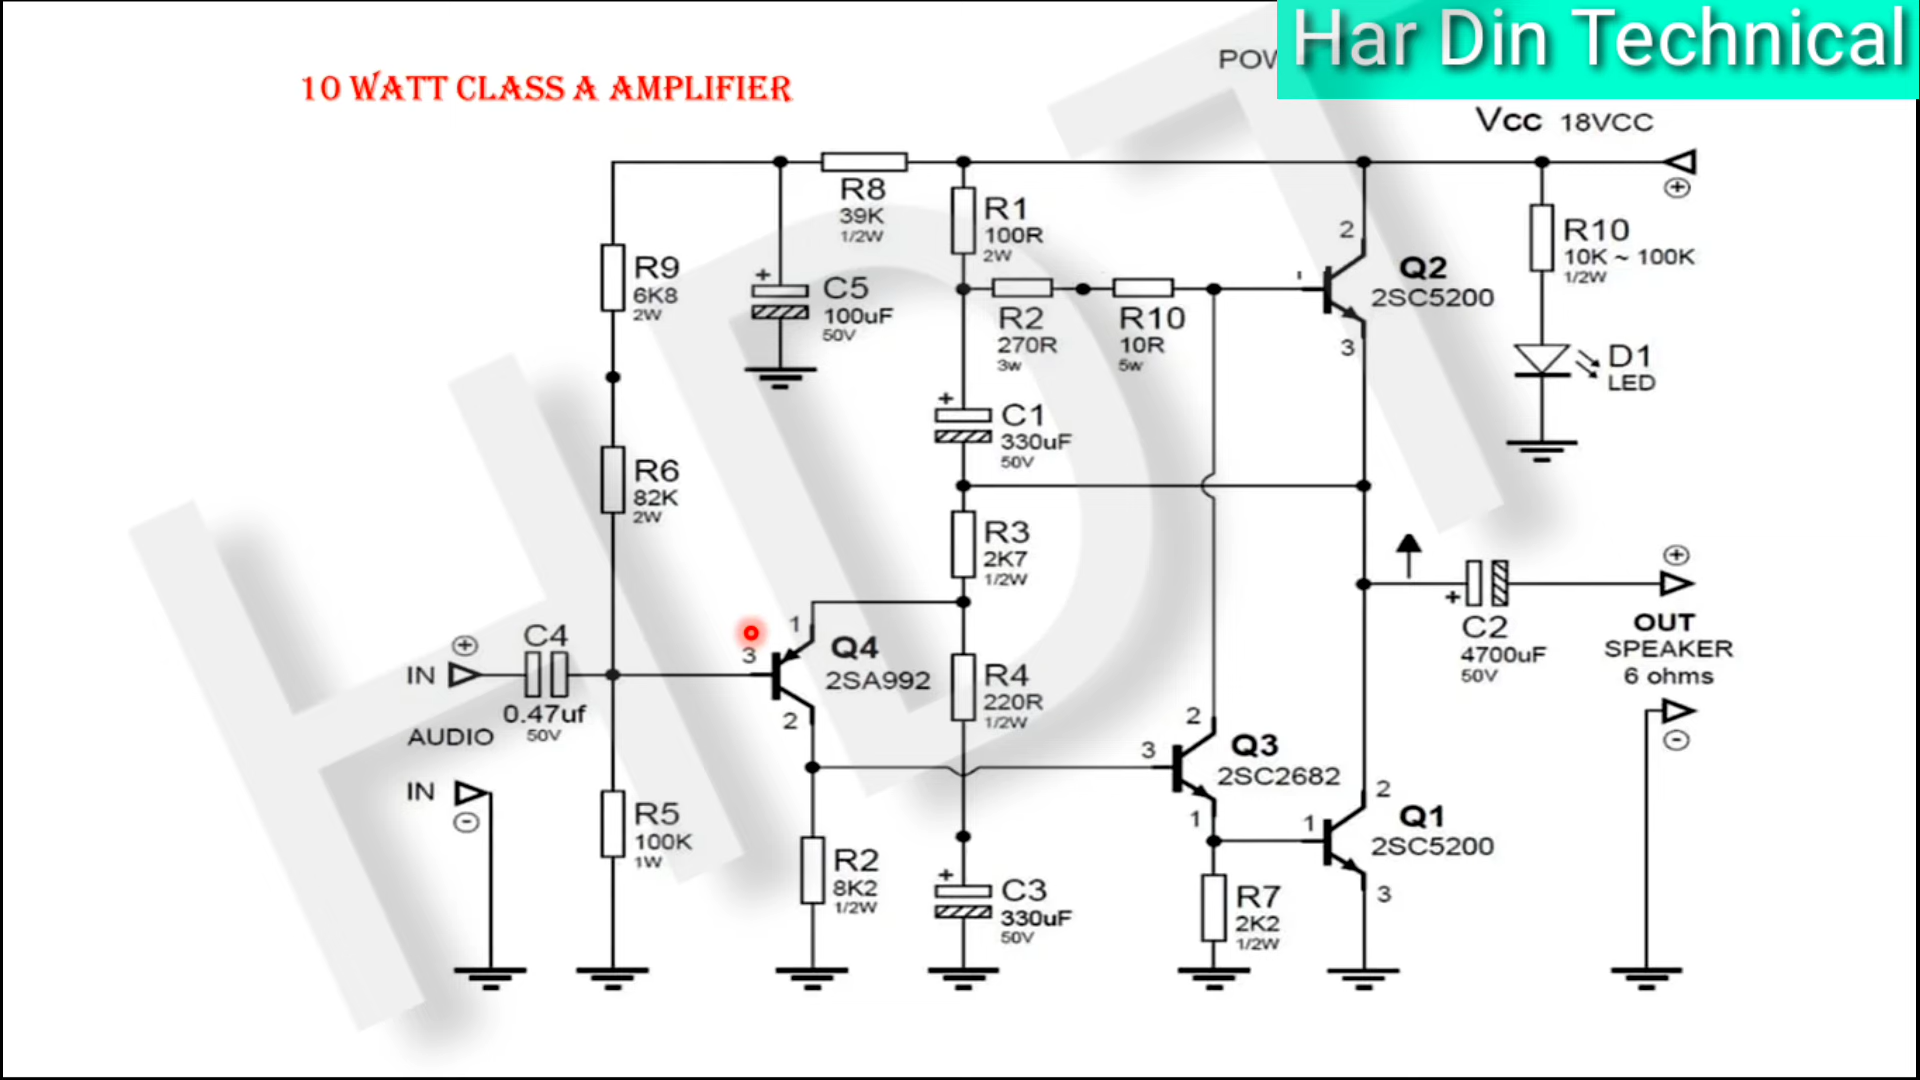 Har Din Technical
POW
10 WATT CLASS A AMPLIFIER
Vcc 18VCC
R8
39K
1/2W
R1
100R
2W
R9
6K8
2W
C5
100uF
50V
R2
270R
3w
R10
10R
5w
2
1
Q2
2SC5200
3
R10
10K ~ 100K
1/2W
D1
LED
C1
330uF
50V
R6
82K
2W
R3
2K7
1/2W
IN
C4
0.47uf
50V
AUDIO
IN
1
3
Q4
2SA992
2
R4
220R
1/2W
C2
4700uF
50V
OUT
SPEAKER
6 ohms
2
3
Q3
2SC2682
1
2
1
Q1
2SC5200
3
R5
100K
1W
R2
8K2
1/2W
C3
330uF
50V
R7
2K2
1/2W
HDT